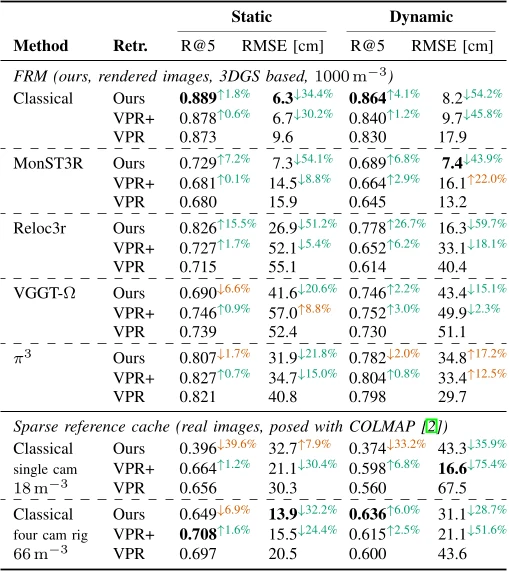 Static Dynamic
Method Retr. R@5 RMSE [cm] R@5 RMSE [cm]
FRM (ours, rendered images, 3DGS based, 1000 m⁻³)
Classical Ours 0.889↑1.8% 6.3↓34.4% 0.864↑4.1% 8.2↓54.2%
VPR+ 0.878↑0.6% 6.7↓30.2% 0.840↑1.2% 9.7↓45.8%
VPR 0.873 9.6 0.830 17.9
MonST3R Ours 0.729↑7.2% 7.3↓54.1% 0.689↑6.8% 7.4↓43.9%
VPR+ 0.681↑0.1% 14.5↓8.8% 0.664↑2.9% 16.1↑22.0%
VPR 0.680 15.9 0.645 13.2
Reloc3r Ours 0.826↑15.5% 26.9↓51.2% 0.778↑26.7% 16.3↓59.7%
VPR+ 0.727↑1.7% 52.1↓5.4% 0.652↑6.2% 33.1↓18.1%
VPR 0.715 55.1 0.614 40.4
VGGT-Ω Ours 0.690↓6.6% 41.6↓20.6% 0.746↑2.2% 43.4↓15.1%
VPR+ 0.746↑0.9% 57.0↑8.8% 0.752↑3.0% 49.9↓2.3%
VPR 0.739 52.4 0.730 51.1
π³ Ours 0.807↓1.7% 31.9↓21.8% 0.782↓2.0% 34.8↑17.2%
VPR+ 0.827↑0.7% 34.7↓15.0% 0.804↑0.8% 33.4↑12.5%
VPR 0.821 40.8 0.798 29.7
Sparse reference cache (real images, posed with COLMAP [2])
Classical Ours 0.396↓39.6% 32.7↑7.9% 0.374↓33.2% 43.3↓35.9%
single cam VPR+ 0.664↑1.2% 21.1↓30.4% 0.598↑6.8% 16.6↓75.4%
18 m⁻³ VPR 0.656 30.3 0.560 67.5
Classical Ours 0.649↓6.9% 13.9↓32.2% 0.636↑6.0% 31.1↓28.7%
four cam rig VPR+ 0.708↑1.6% 15.5↓24.4% 0.615↑2.5% 21.1↓51.6%
66 m⁻³ VPR 0.697 20.5 0.600 43.6